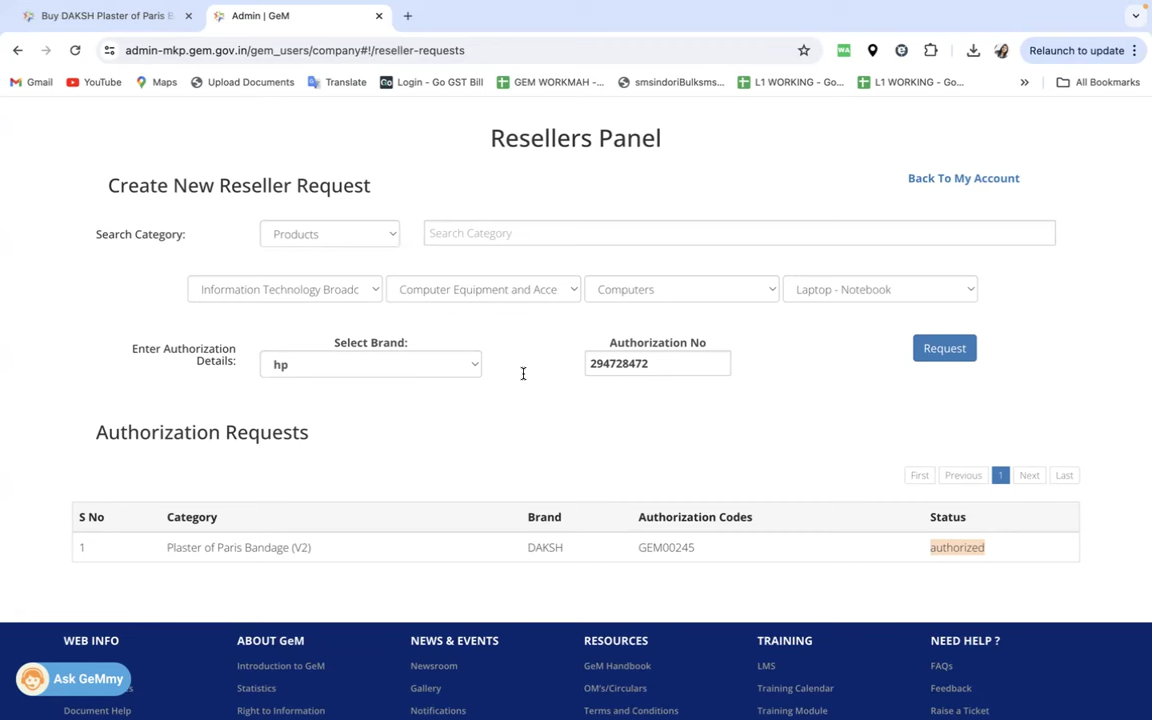 Buy DAKSH Plaster of Paris B
Admin | GeM
admin-mkp.gem.gov.in/gem_users/company#!/reseller-requests
WA
Relaunch to update
Gmail
YouTube
Maps
Upload Documents
Translate
Login - Go GST Bill
GEM WORKMAH -...
smsindoriBulksms...
L1 WORKING - Go...
L1 WORKING - Go...
All Bookmarks
Resellers Panel
Create New Reseller Request
Back To My Account
Search Category:
Products
Search Category
Information Technology Broadc
Computer Equipment and Acce
Computers
Laptop - Notebook
Enter Authorization
Details:
Select Brand:
hp
Authorization No
294728472
Request
Authorization Requests
First Previous 1 Next Last
S No Category Brand Authorization Codes Status
1 Plaster of Paris Bandage (V2) DAKSH GEM00245 authorized
WEB INFO ABOUT GeM NEWS & EVENTS RESOURCES TRAINING NEED HELP ?
Introduction to GeM Newsroom GeM Handbook LMS FAQs
Ask GeMmy
Statistics Gallery OM's/Circulars Training Calendar Feedback
Document Help Right to Information Notifications Terms and Conditions Training Module Raise a Ticket